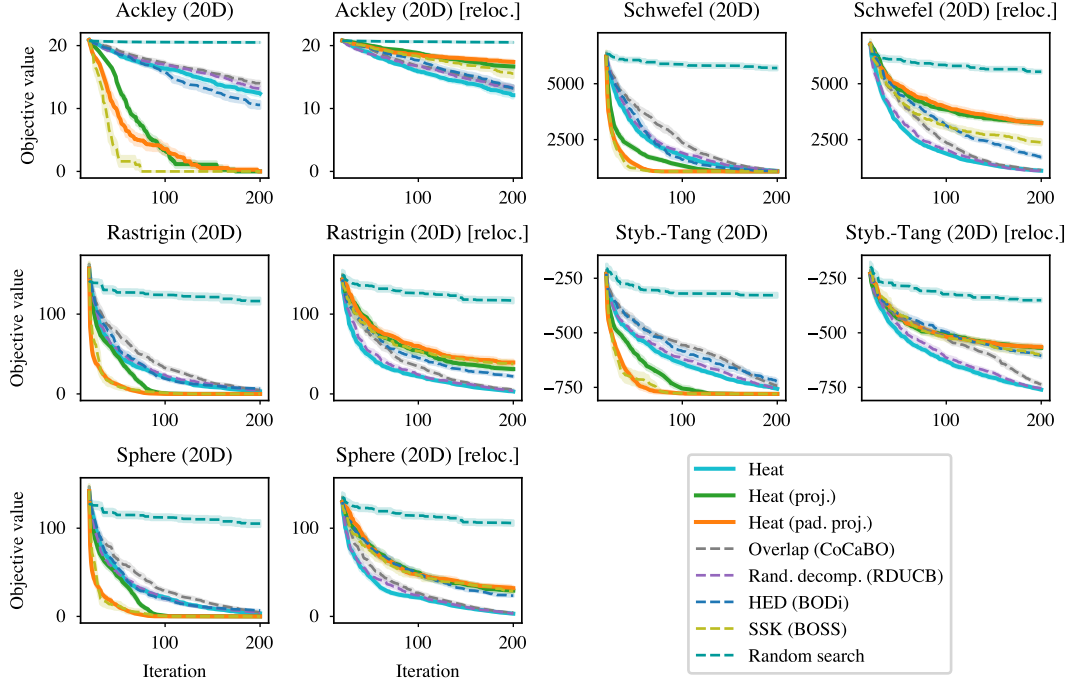 Ackley (20D)
Ackley (20D) [reloc.]
Schwefel (20D)
Schwefel (20D) [reloc.]
Objective value
20
10
0
100
200
20
10
0
100
200
5000
2500
100
200
5000
2500
100
200
Rastrigin (20D)
Rastrigin (20D) [reloc.]
Styb.-Tang (20D)
Styb.-Tang (20D) [reloc.]
Objective value
100
0
100
200
100
0
100
200
−250
−500
−750
100
200
−250
−500
−750
100
200
Sphere (20D)
Sphere (20D) [reloc.]
Objective value
100
0
100
200
Iteration
100
0
100
200
Iteration
Heat
Heat (proj.)
Heat (pad. proj.)
Overlap (CoCaBO)
Rand. decomp. (RDUCB)
HED (BODi)
SSK (BOSS)
Random search